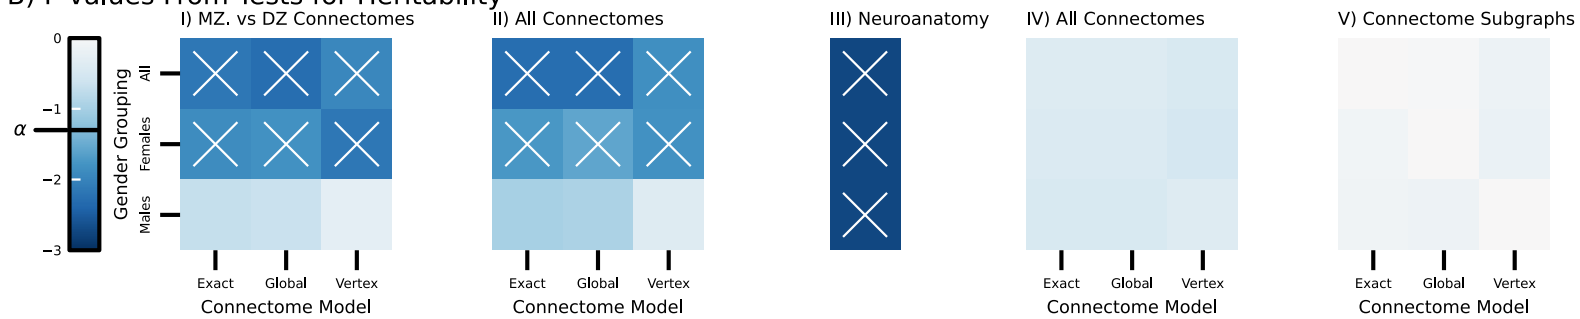 B) P-values From Tests for Heritability
I) MZ. vs DZ Connectomes
II) All Connectomes
III) Neuroanatomy
IV) All Connectomes
V) Connectome Subgraphs
0
−1
α
−2
−3
Gender Grouping
All
Females
Males
Exact Global Vertex
Connectome Model
Exact Global Vertex
Connectome Model
Exact Global Vertex
Connectome Model
Exact Global Vertex
Connectome Model